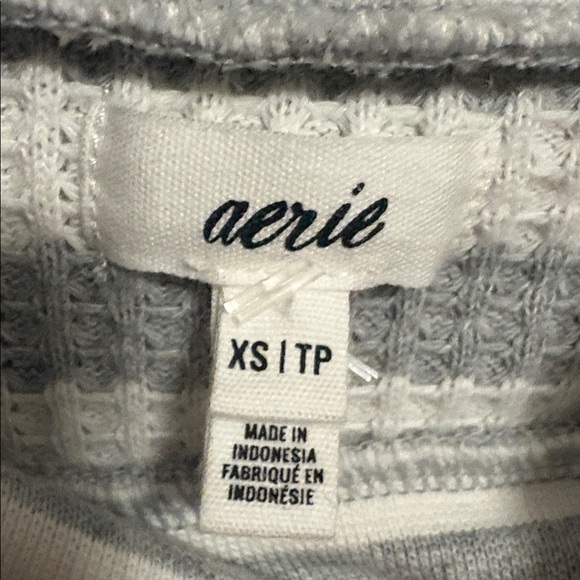 aerie
XS | TP
MADE IN
INDONESIA
FABRIQUÉ EN
INDONÉSIE